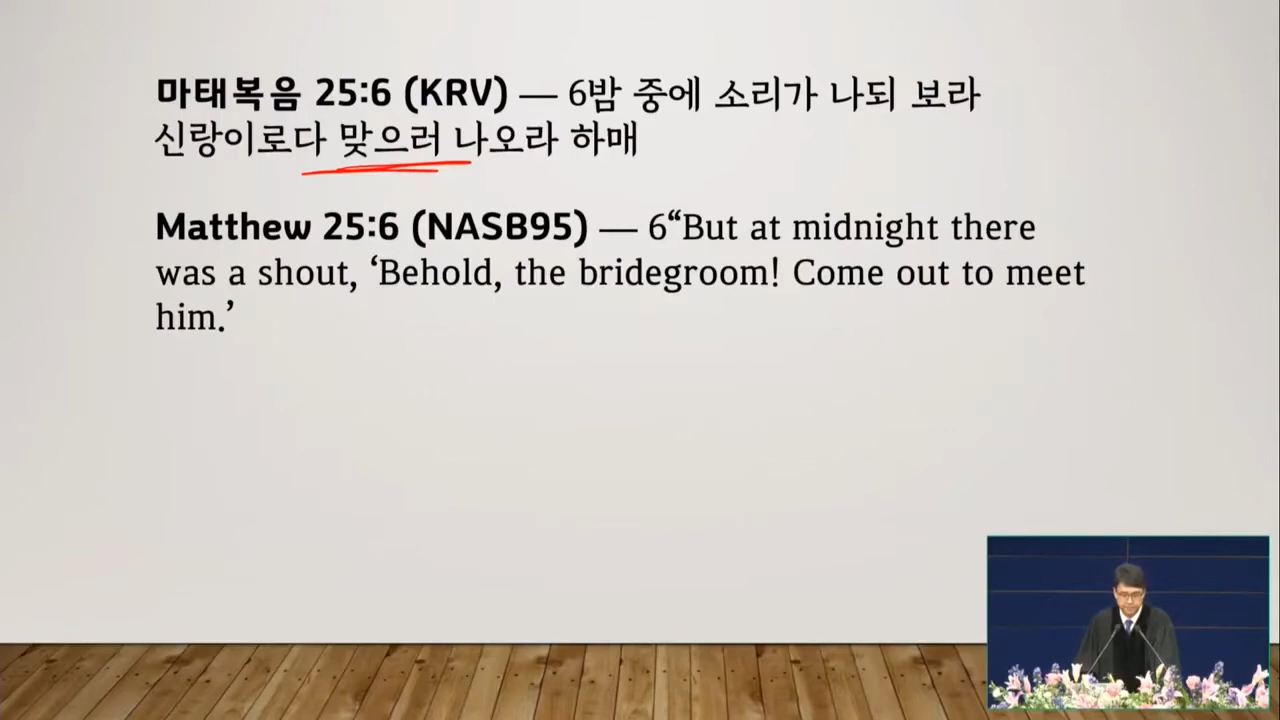 마태복음 25:6 (KRV) — 6밤 중에 소리가 나되 보라
신랑이로다 맞으러 나오라 하매
Matthew 25:6 (NASB95) — 6“But at midnight there
was a shout, ‘Behold, the bridegroom! Come out to meet
him.’